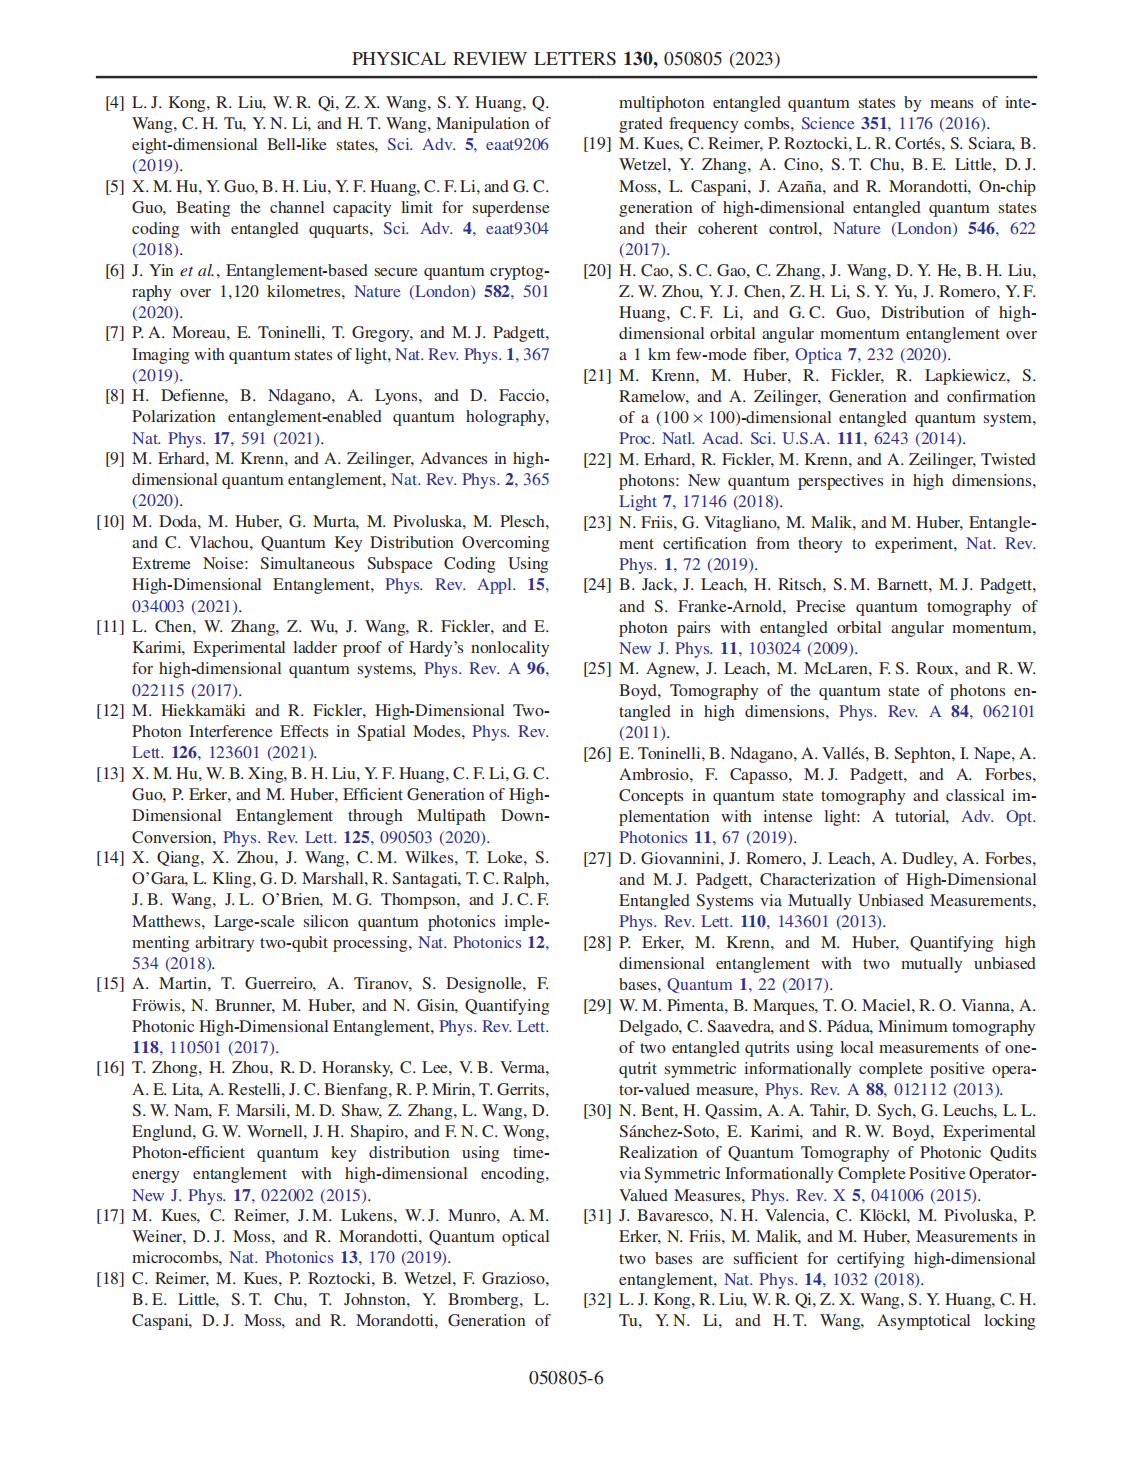 PHYSICAL REVIEW LETTERS 130, 050805 (2023)
[4] L. J. Kong, R. Liu, W. R. Qi, Z. X. Wang, S. Y. Huang, Q.
Wang, C. H. Tu, Y. N. Li, and H. T. Wang, Manipulation of
eight-dimensional Bell-like states, Sci. Adv. 5, eaat9206
(2019).
[5] X. M. Hu, Y. Guo, B. H. Liu, Y. F. Huang, C. F. Li, and G. C.
Guo, Beating the channel capacity limit for superdense
coding with entangled ququarts, Sci. Adv. 4, eaat9304
(2018).
[6] J. Yin et al., Entanglement-based secure quantum cryptog-
raphy over 1,120 kilometres, Nature (London) 582, 501
(2020).
[7] P. A. Moreau, E. Toninelli, T. Gregory, and M. J. Padgett,
Imaging with quantum states of light, Nat. Rev. Phys. 1, 367
(2019).
[8] H. Defienne, B. Ndagano, A. Lyons, and D. Faccio,
Polarization entanglement-enabled quantum holography,
Nat. Phys. 17, 591 (2021).
[9] M. Erhard, M. Krenn, and A. Zeilinger, Advances in high-
dimensional quantum entanglement, Nat. Rev. Phys. 2, 365
(2020).
[10] M. Doda, M. Huber, G. Murta, M. Pivoluska, M. Plesch,
and C. Vlachou, Quantum Key Distribution Overcoming
Extreme Noise: Simultaneous Subspace Coding Using
High-Dimensional Entanglement, Phys. Rev. Appl. 15,
034003 (2021).
[11] L. Chen, W. Zhang, Z. Wu, J. Wang, R. Fickler, and E.
Karimi, Experimental ladder proof of Hardy's nonlocality
for high-dimensional quantum systems, Phys. Rev. A 96,
022115 (2017).
[12] M. Hiekkamäki and R. Fickler, High-Dimensional Two-
Photon Interference Effects in Spatial Modes, Phys. Rev.
Lett. 126, 123601 (2021).
[13] X. M. Hu, W. B. Xing, B. H. Liu, Y. F. Huang, C. F. Li, G. C.
Guo, P. Erker, and M. Huber, Efficient Generation of High-
Dimensional Entanglement through Multipath Down-
Conversion, Phys. Rev. Lett. 125, 090503 (2020).
[14] X. Qiang, X. Zhou, J. Wang, C. M. Wilkes, T. Loke, S.
O'Gara, L. Kling, G. D. Marshall, R. Santagati, T. C. Ralph,
J. B. Wang, J. L. O'Brien, M. G. Thompson, and J. C. F.
Matthews, Large-scale silicon quantum photonics imple-
menting arbitrary two-qubit processing, Nat. Photonics 12,
534 (2018).
[15] A. Martin, T. Guerreiro, A. Tiranov, S. Designolle, F.
Fröwis, N. Brunner, M. Huber, and N. Gisin, Quantifying
Photonic High-Dimensional Entanglement, Phys. Rev. Lett.
118, 110501 (2017).
[16] T. Zhong, H. Zhou, R. D. Horansky, C. Lee, V. B. Verma,
A. E. Lita, A. Restelli, J. C. Bienfang, R. P. Mirin, T. Gerrits,
S. W. Nam, F. Marsili, M. D. Shaw, Z. Zhang, L. Wang, D.
Englund, G. W. Wornell, J. H. Shapiro, and F. N. C. Wong,
Photon-efficient quantum key distribution using time-
energy entanglement with high-dimensional encoding,
New J. Phys. 17, 022002 (2015).
[17] M. Kues, C. Reimer, J. M. Lukens, W. J. Munro, A. M.
Weiner, D. J. Moss, and R. Morandotti, Quantum optical
microcombs, Nat. Photonics 13, 170 (2019).
[18] C. Reimer, M. Kues, P. Roztocki, B. Wetzel, F. Grazioso,
B. E. Little, S. T. Chu, T. Johnston, Y. Bromberg, L.
Caspani, D. J. Moss, and R. Morandotti, Generation of
multiphoton entangled quantum states by means of inte-
grated frequency combs, Science 351, 1176 (2016).
[19] M. Kues, C. Reimer, P. Roztocki, L. R. Cortés, S. Sciara, B.
Wetzel, Y. Zhang, A. Cino, S. T. Chu, B. E. Little, D. J.
Moss, L. Caspani, J. Azaña, and R. Morandotti, On-chip
generation of high-dimensional entangled quantum states
and their coherent control, Nature (London) 546, 622
(2017).
[20] H. Cao, S. C. Gao, C. Zhang, J. Wang, D. Y. He, B. H. Liu,
Z. W. Zhou, Y. J. Chen, Z. H. Li, S. Y. Yu, J. Romero, Y. F.
Huang, C. F. Li, and G. C. Guo, Distribution of high-
dimensional orbital angular momentum entanglement over
a 1 km few-mode fiber, Optica 7, 232 (2020).
[21] M. Krenn, M. Huber, R. Fickler, R. Lapkiewicz, S.
Ramelow, and A. Zeilinger, Generation and confirmation
of a (100 × 100)-dimensional entangled quantum system,
Proc. Natl. Acad. Sci. U.S.A. 111, 6243 (2014).
[22] M. Erhard, R. Fickler, M. Krenn, and A. Zeilinger, Twisted
photons: New quantum perspectives in high dimensions,
Light 7, 17146 (2018).
[23] N. Friis, G. Vitagliano, M. Malik, and M. Huber, Entangle-
ment certification from theory to experiment, Nat. Rev.
Phys. 1, 72 (2019).
[24] B. Jack, J. Leach, H. Ritsch, S. M. Barnett, M. J. Padgett,
and S. Franke-Arnold, Precise quantum tomography of
photon pairs with entangled orbital angular momentum,
New J. Phys. 11, 103024 (2009).
[25] M. Agnew, J. Leach, M. McLaren, F. S. Roux, and R. W.
Boyd, Tomography of the quantum state of photons en-
tangled in high dimensions, Phys. Rev. A 84, 062101
(2011).
[26] E. Toninelli, B. Ndagano, A. Vallés, B. Sephton, I. Nape, A.
Ambrosio, F. Capasso, M. J. Padgett, and A. Forbes,
Concepts in quantum state tomography and classical im-
plementation with intense light: A tutorial, Adv. Opt.
Photonics 11, 67 (2019).
[27] D. Giovannini, J. Romero, J. Leach, A. Dudley, A. Forbes,
and M. J. Padgett, Characterization of High-Dimensional
Entangled Systems via Mutually Unbiased Measurements,
Phys. Rev. Lett. 110, 143601 (2013).
[28] P. Erker, M. Krenn, and M. Huber, Quantifying high
dimensional entanglement with two mutually unbiased
bases, Quantum 1, 22 (2017).
[29] W. M. Pimenta, B. Marques, T. O. Maciel, R. O. Vianna, A.
Delgado, C. Saavedra, and S. Pádua, Minimum tomography
of two entangled qutrits using local measurements of one-
qutrit symmetric informationally complete positive opera-
tor-valued measure, Phys. Rev. A 88, 012112 (2013).
[30] N. Bent, H. Qassim, A. A. Tahir, D. Sych, G. Leuchs, L. L.
Sánchez-Soto, E. Karimi, and R. W. Boyd, Experimental
Realization of Quantum Tomography of Photonic Qudits
via Symmetric Informationally Complete Positive Operator-
Valued Measures, Phys. Rev. X 5, 041006 (2015).
[31] J. Bavaresco, N. H. Valencia, C. Klöckl, M. Pivoluska, P.
Erker, N. Friis, M. Malik, and M. Huber, Measurements in
two bases are sufficient for certifying high-dimensional
entanglement, Nat. Phys. 14, 1032 (2018).
[32] L. J. Kong, R. Liu, W. R. Qi, Z. X. Wang, S. Y. Huang, C. H.
Tu, Y. N. Li, and H. T. Wang, Asymptotical locking
050805-6